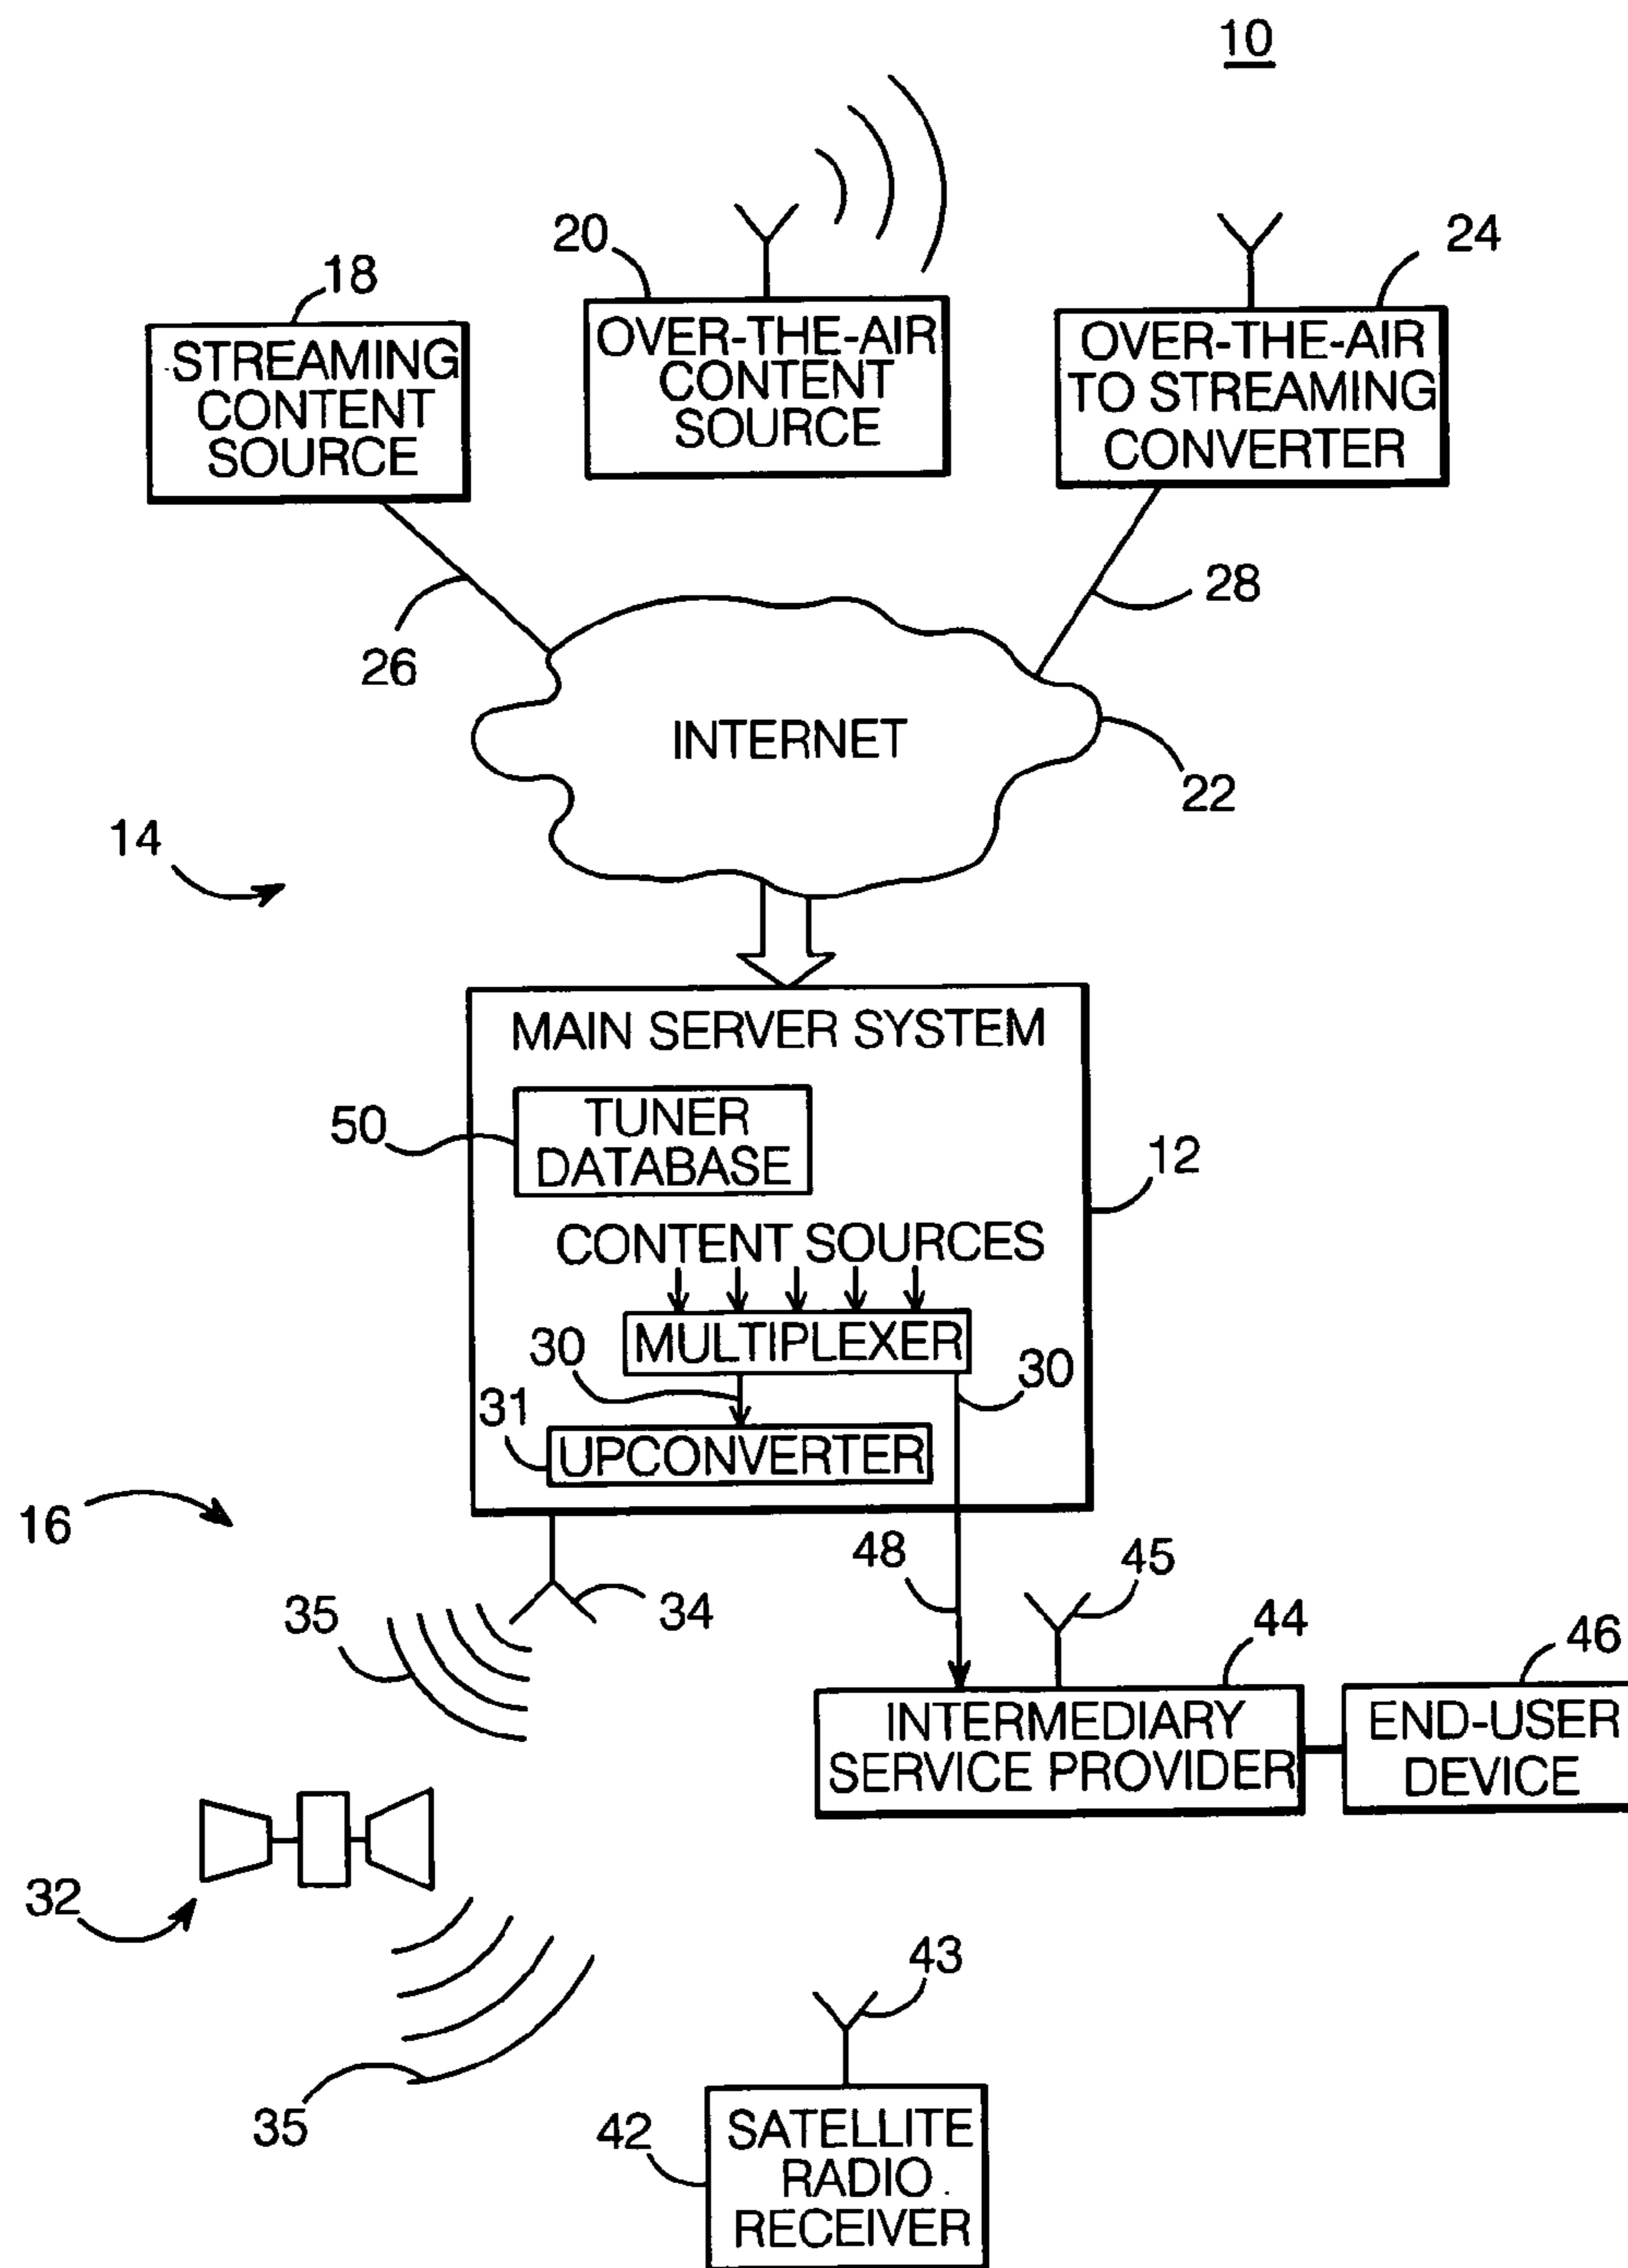 10
20
24
18
STREAMING
CONTENT
SOURCE
OVER-THE-AIR
CONTENT
SOURCE
OVER-THE-AIR
TO STREAMING
CONVERTER
26
28
INTERNET
22
14
MAIN SERVER SYSTEM
50
TUNER
DATABASE
12
CONTENT SOURCES
MULTIPLEXER
30
30
31
UPCONVERTER
16
48
45
34
35
44
46
INTERMEDIARY
SERVICE PROVIDER
END-USER
DEVICE
32
43
35
42
SATELLITE
RADIO
RECEIVER